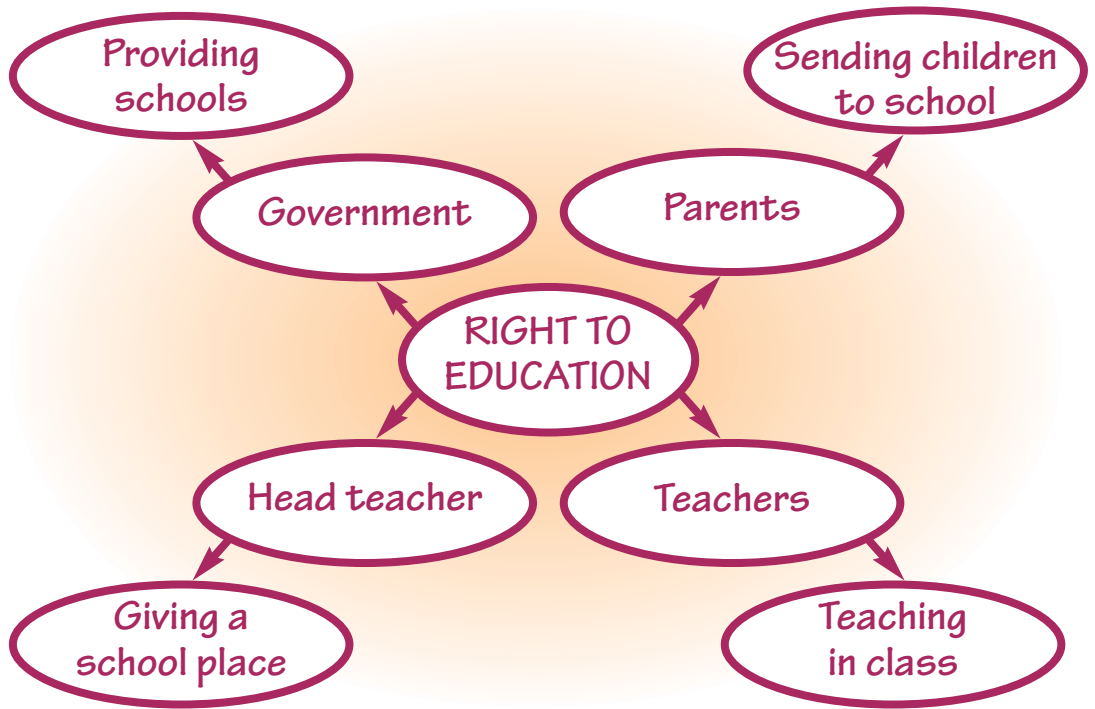 Providing
schools
Sending children
to school
Government
Parents
RIGHT TO
EDUCATION
Head teacher
Teachers
Giving a
school place
Teaching
in class